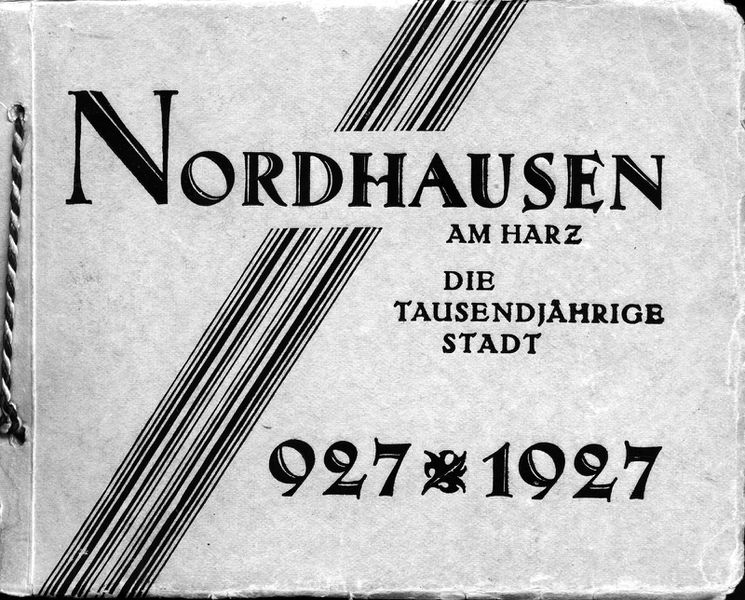 NORDHAUSEN
AM HARZ
DIE
TAUSENDJÄHRIGE
STADT
927 1927